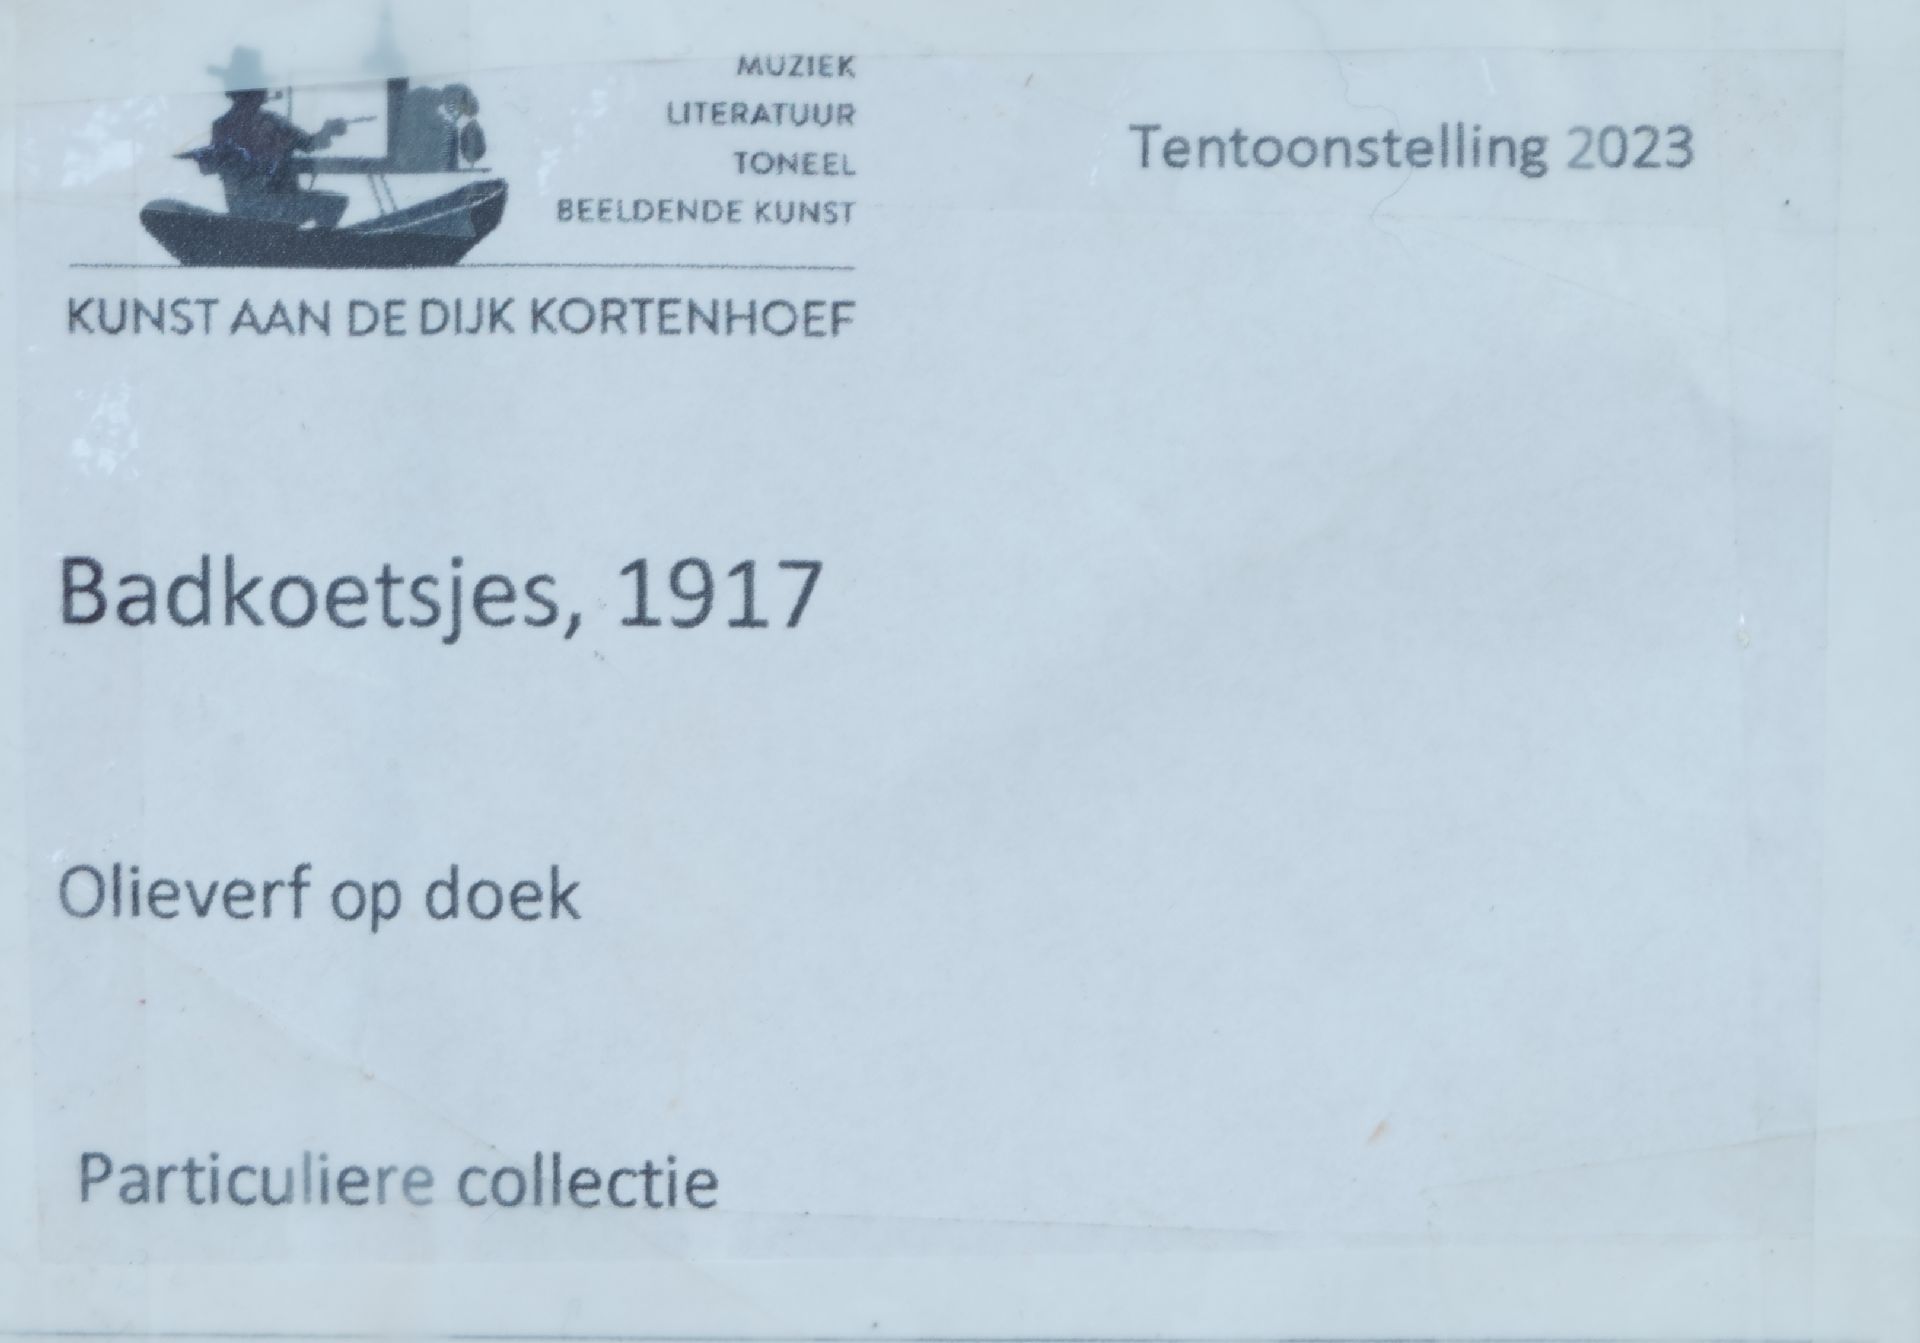 MUZIEK
LITERATUUR
TONEEL
BEELDENDE KUNST
KUNST AAN DE DIJK KORTENHOEF
Tentoonstelling 2023
Badkoetsjes, 1917
Olieverf op doek
Particuliere collectie